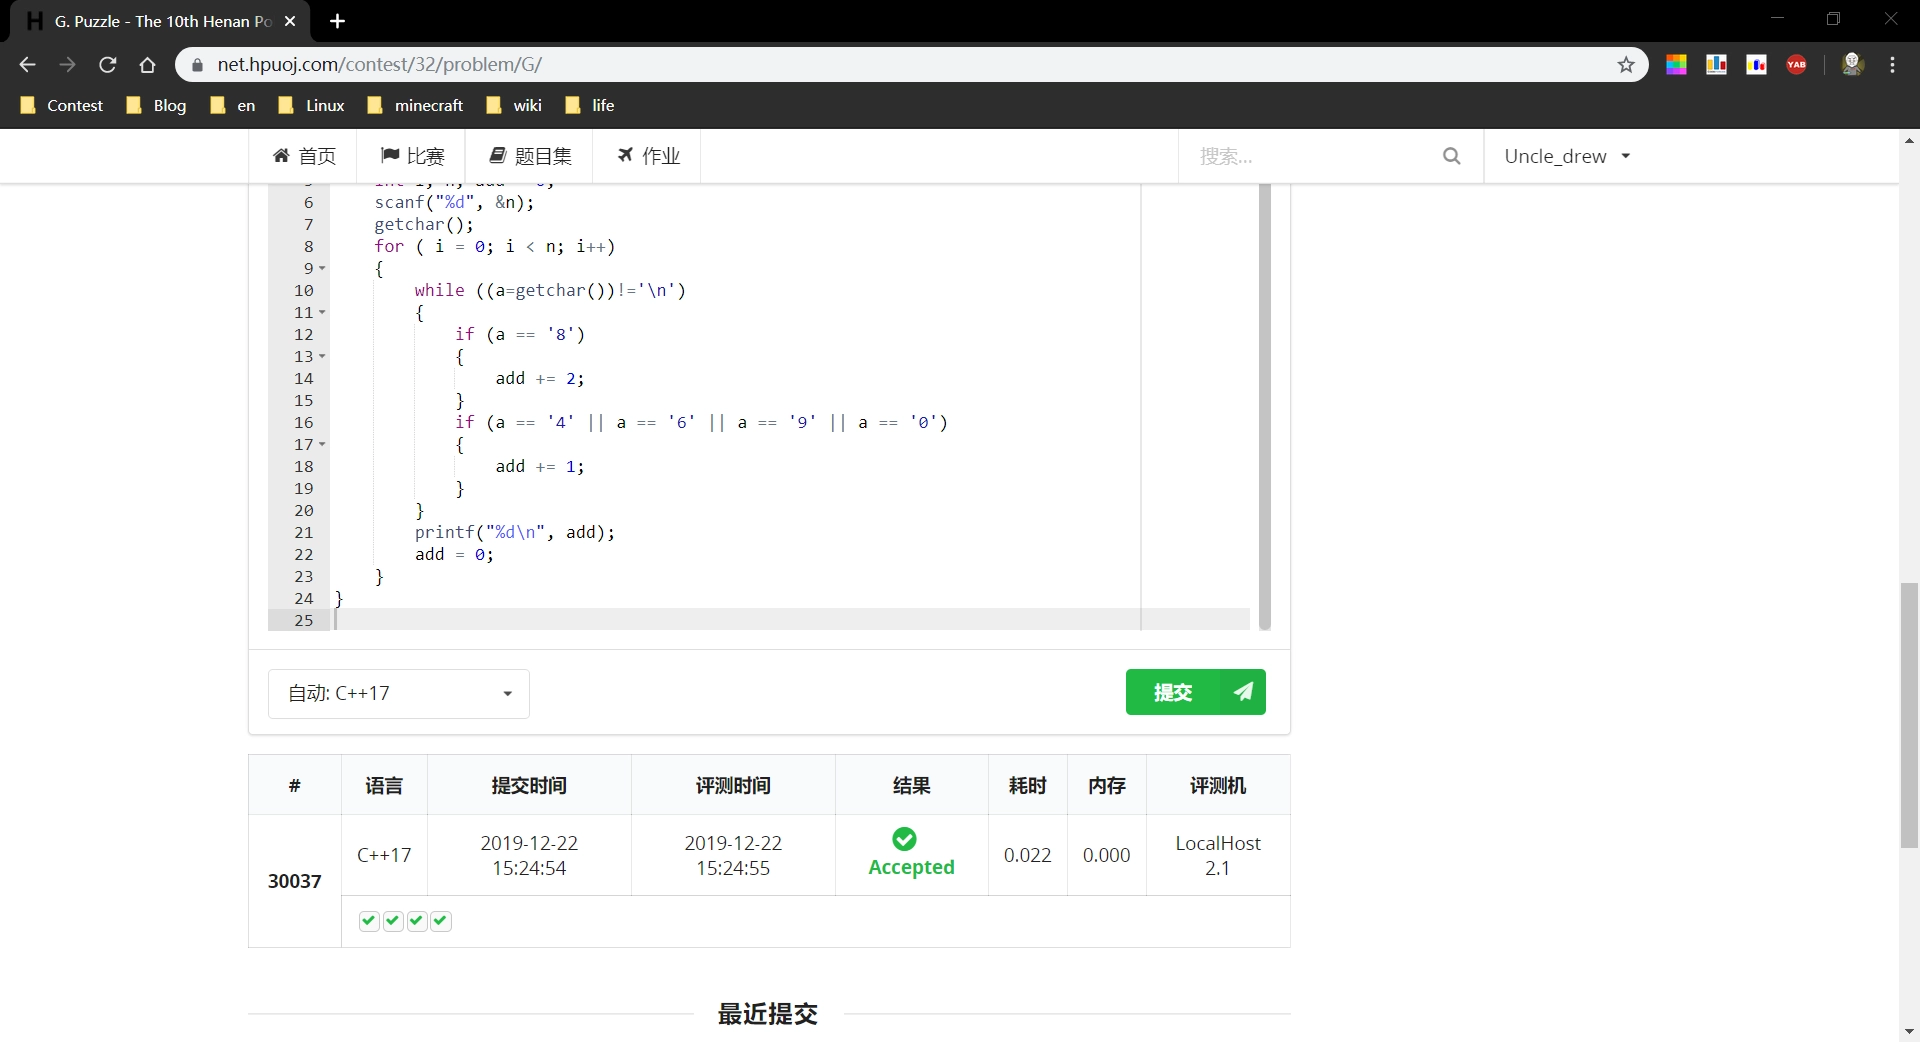 G. Puzzle - The 10th Henan Po
net.hpuoj.com/contest/32/problem/G/
YAB
Contest Blog en Linux minecraft wiki life
首页 比赛 题目集 作业 搜索... Uncle_drew
6 scanf("%d", &n);
7 getchar();
8 for ( i = 0; i < n; i++)
9 {
10 while ((a=getchar())!='\n')
11 {
12 if (a == '8')
13 {
14 add += 2;
15 }
16 if (a == '4' || a == '6' || a == '9' || a == '0')
17 {
18 add += 1;
19 }
20 }
21 printf("%d\n", add);
22 add = 0;
23 }
24 }
25
自动: C++17 提交
# 语言 提交时间 评测时间 结果 耗时 内存 评测机
30037 C++17 2019-12-22 15:24:54 2019-12-22 15:24:55 Accepted 0.022 0.000 LocalHost 2.1
最近提交